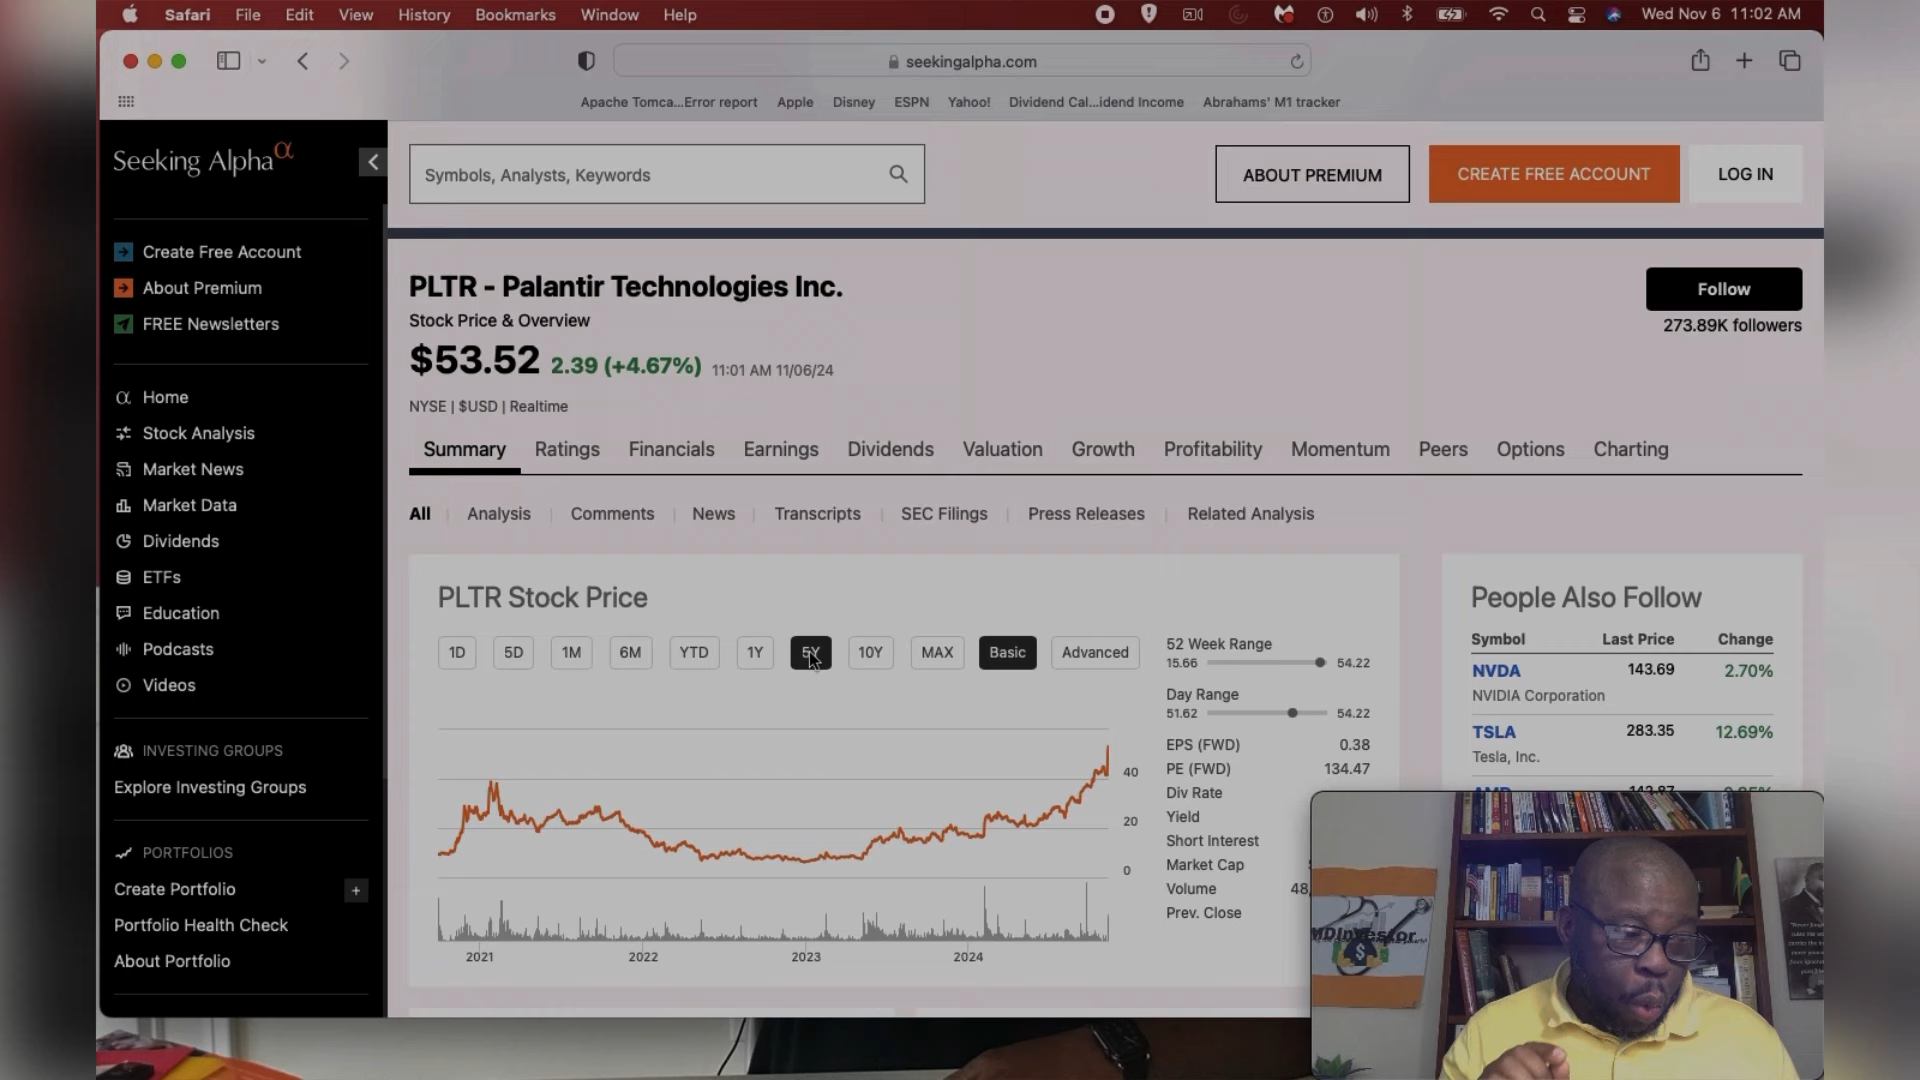 Safari File Edit View History Bookmarks Window Help
Wed Nov 6 11:02 AM
seekingalpha.com
Apache Tomca...Error report Apple Disney ESPN Yahoo! Dividend Cal...idend Income Abrahams' M1 tracker
Seeking Alpha α
Create Free Account
About Premium
FREE Newsletters
Home
Stock Analysis
Market News
Market Data
Dividends
ETFs
Education
Podcasts
Videos
INVESTING GROUPS
Explore Investing Groups
PORTFOLIOS
Create Portfolio +
Portfolio Health Check
About Portfolio
Symbols, Analysts, Keywords
ABOUT PREMIUM
CREATE FREE ACCOUNT
LOG IN
PLTR - Palantir Technologies Inc.
Stock Price & Overview
$53.52 2.39 (+4.67%) 11:01 AM 11/06/24
NYSE | $USD | Realtime
Follow
273.89K followers
Summary Ratings Financials Earnings Dividends Valuation Growth Profitability Momentum Peers Options Charting
All Analysis Comments News Transcripts SEC Filings Press Releases Related Analysis
PLTR Stock Price
1D 5D 1M 6M YTD 1Y 5Y 10Y MAX Basic Advanced
40
20
0
2021 2022 2023 2024
52 Week Range
15.66 54.22
Day Range
51.62 54.22
EPS (FWD) 0.38
PE (FWD) 134.47
Div Rate
Yield
Short Interest
Market Cap
Volume 48,
Prev. Close
People Also Follow
Symbol Last Price Change
NVDA 143.69 2.70%
NVIDIA Corporation
TSLA 283.35 12.69%
Tesla, Inc.
MDInvestor